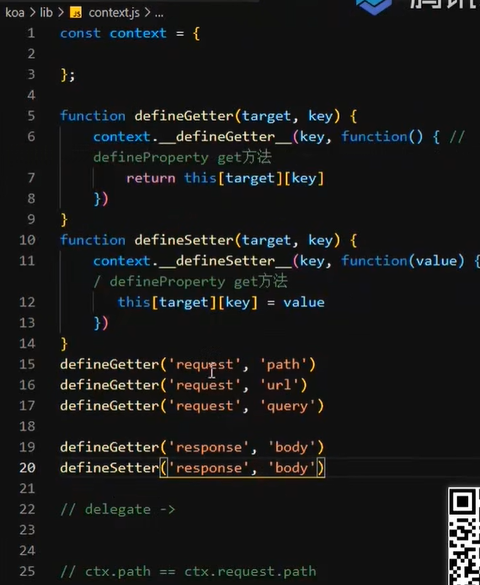 koa > lib > JS context.js > ...
1 const context = {
2
3 };
4
5 function defineGetter(target, key) {
6 context.__defineGetter__(key, function() { //
defineProperty get方法
7 return this[target][key]
8 })
9 }
10 function defineSetter(target, key) {
11 context.__defineSetter__(key, function(value) {
/ defineProperty get方法
12 this[target][key] = value
13 })
14 }
15 defineGetter('request', 'path')
16 defineGetter('request', 'url')
17 defineGetter('request', 'query')
18
19 defineGetter('response', 'body')
20 defineSetter('response', 'body')
21
22 // delegate ->
23
24
25 // ctx.path == ctx.request.path